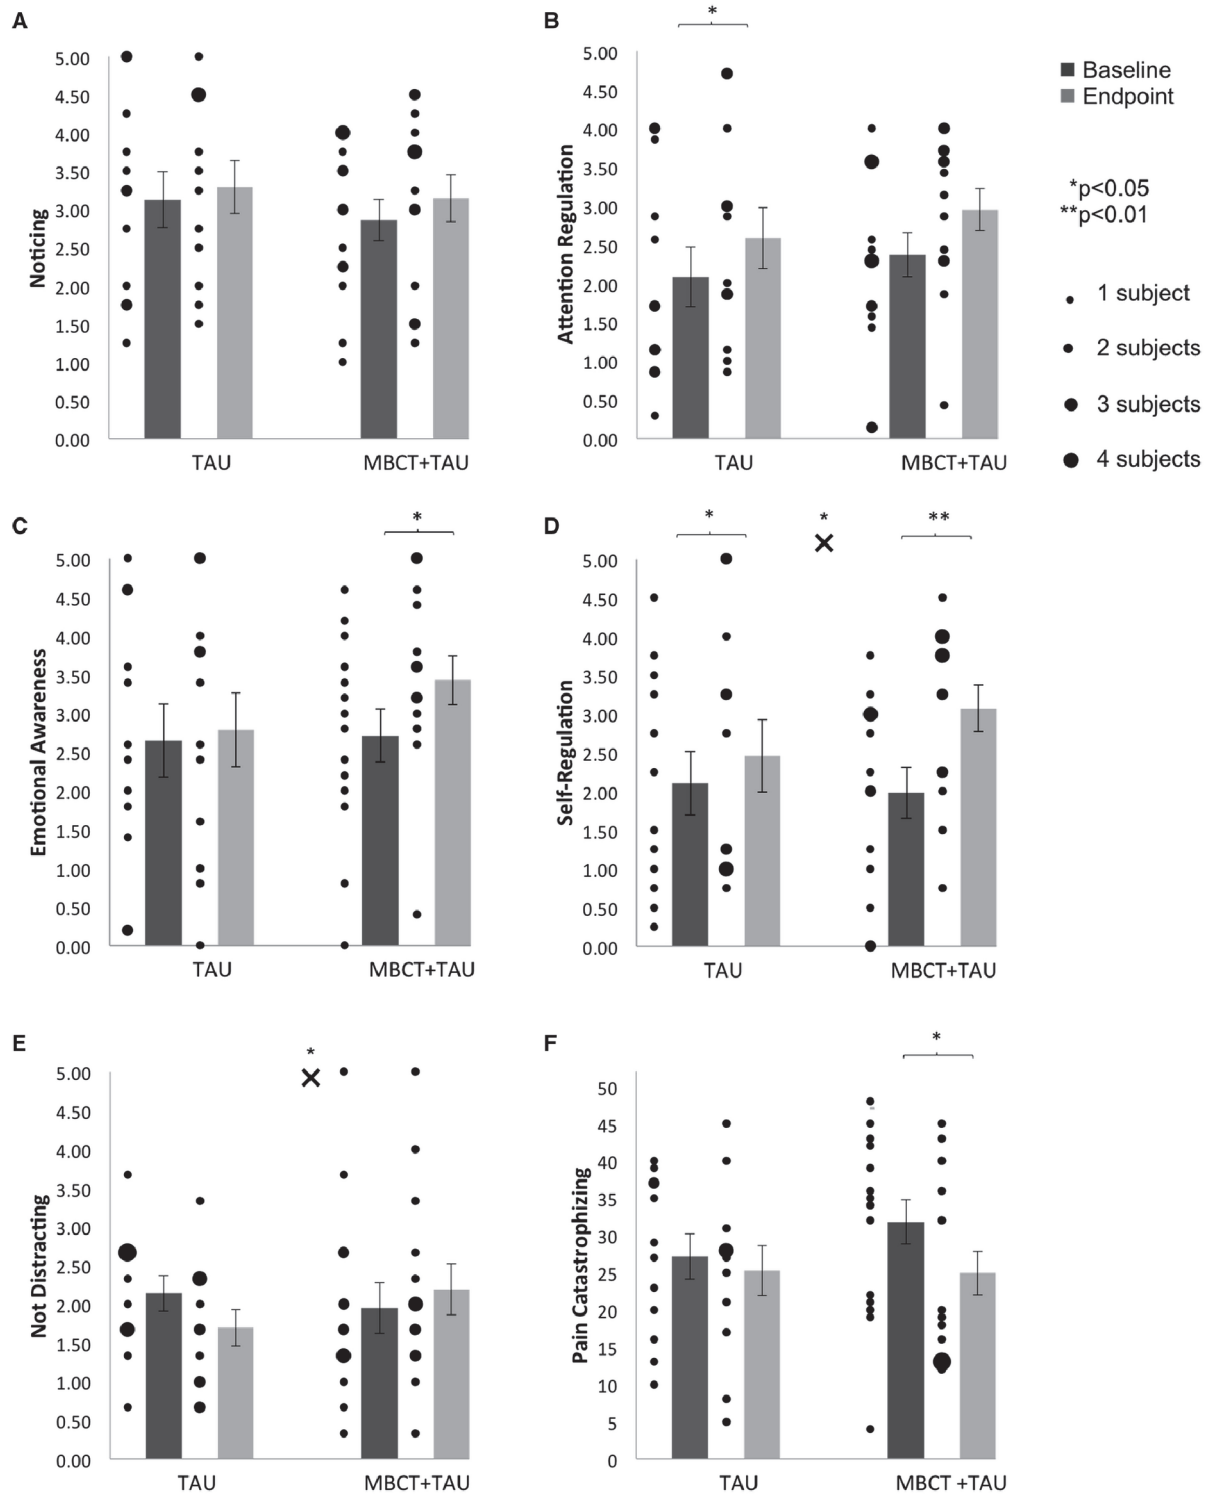 A
5.00
4.50
4.00
3.50
3.00
2.50
2.00
1.50
1.00
0.50
0.00
Noticing
TAU
MBCT+TAU
B
*
5.00
4.50
4.00
3.50
3.00
2.50
2.00
1.50
1.00
0.50
0.00
Attention Regulation
TAU
MBCT+TAU
Baseline
Endpoint
*p<0.05
**p<0.01
1 subject
2 subjects
3 subjects
4 subjects
C
*
5.00
4.50
4.00
3.50
3.00
2.50
2.00
1.50
1.00
0.50
0.00
Emotional Awareness
TAU
MBCT+TAU
D
*
*
**
5.00
4.50
4.00
3.50
3.00
2.50
2.00
1.50
1.00
0.50
0.00
Self-Regulation
TAU
MBCT+TAU
E
*
5.00
4.50
4.00
3.50
3.00
2.50
2.00
1.50
1.00
0.50
0.00
Not Distracting
TAU
MBCT+TAU
F
*
50
45
40
35
30
25
20
15
10
5
0
Pain Catastrophizing
TAU
MBCT +TAU